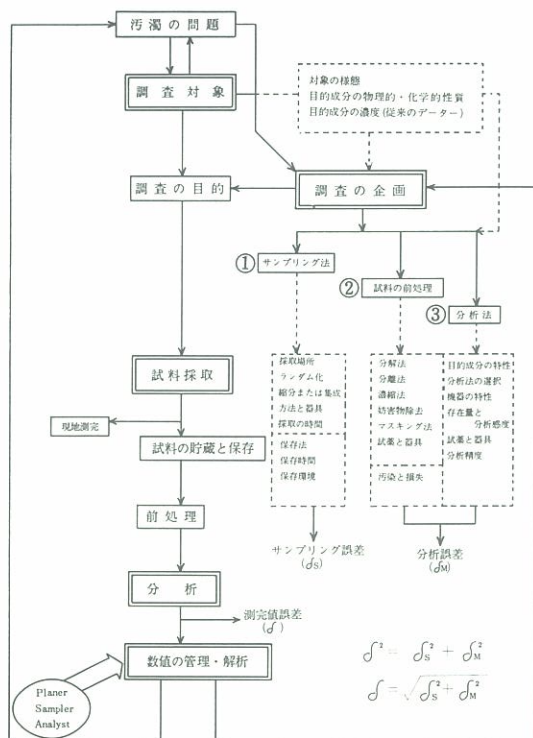 汚濁の問題
調査対象
対象の様態
目的成分の物理的・化学的性質
目的成分の濃度(従来のデーター)
調査の目的
調査の企画
① サンプリング法
② 試料の前処理
③ 分析法
試料採取
現地測定
試料の貯蔵と保存
前処理
分析
採取場所
ランダム化
縮分または集成
方法と器具
採取の時間
保存法
保存時間
保存環境
分解法
分離法
濃縮法
妨害物除去
マスキング法
試薬と器具
汚染と損失
目的成分の特性
分析法の選択
機器の特性
存在量と
分析感度
試薬と器具
分析精度
サンプリング誤差
(δS)
分析誤差
(δM)
測定値誤差
(δ)
数値の管理・解析
Planer
Sampler
Analyst
δ² = δS² + δM²
δ = √δS² + δM²